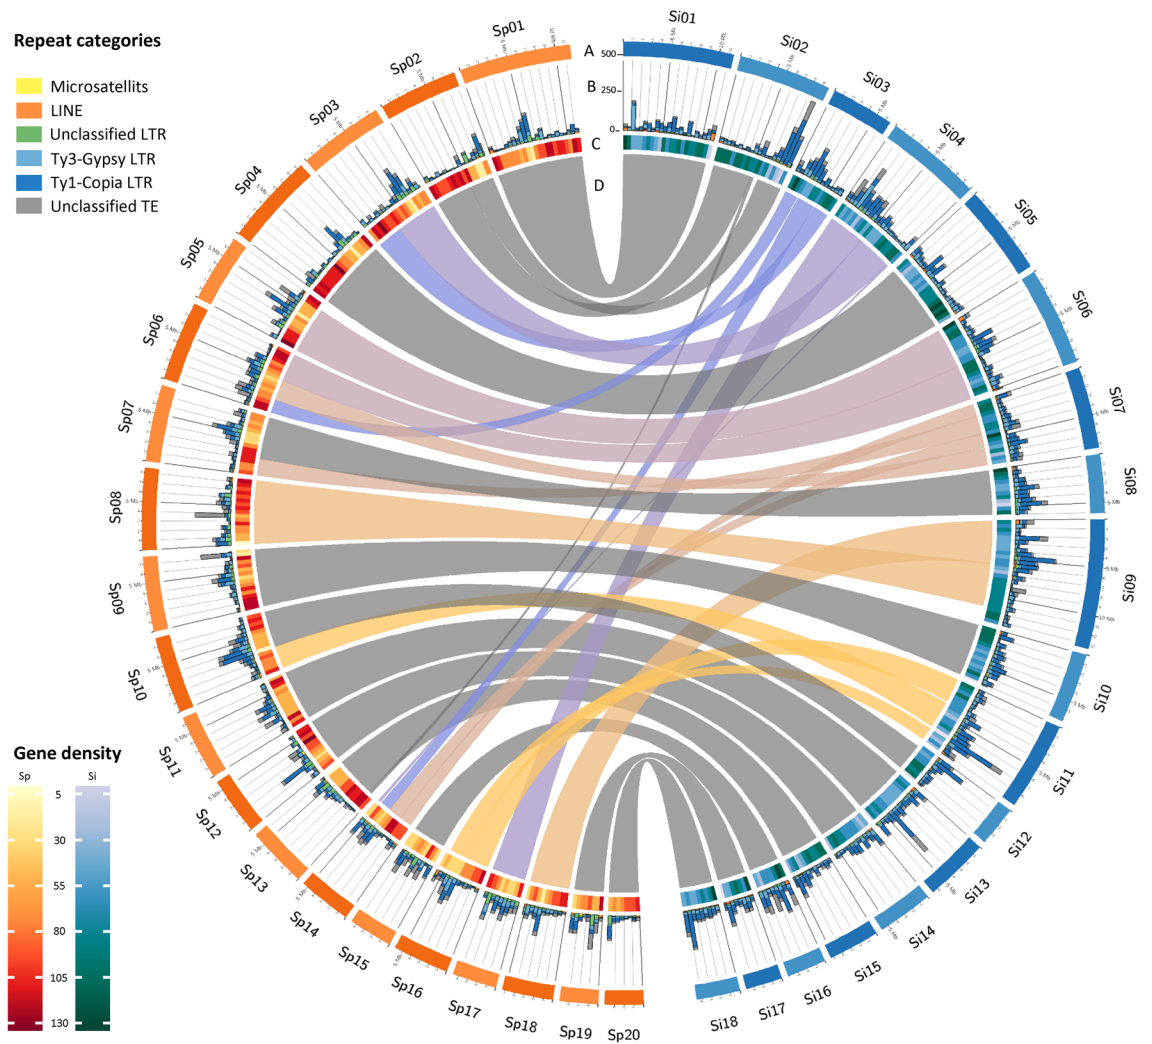 Repeat categories
Microsatellits
LINE
Unclassified LTR
Ty3-Gypsy LTR
Ty1-Copia LTR
Unclassified TE
A
B
C
D
500
250
0
Si01
Si02
Si03
Si04
Si05
Si06
Si07
Si08
Si09
Si10
Si11
Si12
Si13
Si14
Si15
Si16
Si17
Si18
Sp20
Sp19
Sp18
Sp17
Sp16
Sp15
Sp14
Sp13
Sp12
Sp11
Sp10
Sp09
Sp08
Sp07
Sp06
Sp05
Sp04
Sp03
Sp02
Sp01
Gene density
Sp Si
5
30
55
80
105
130